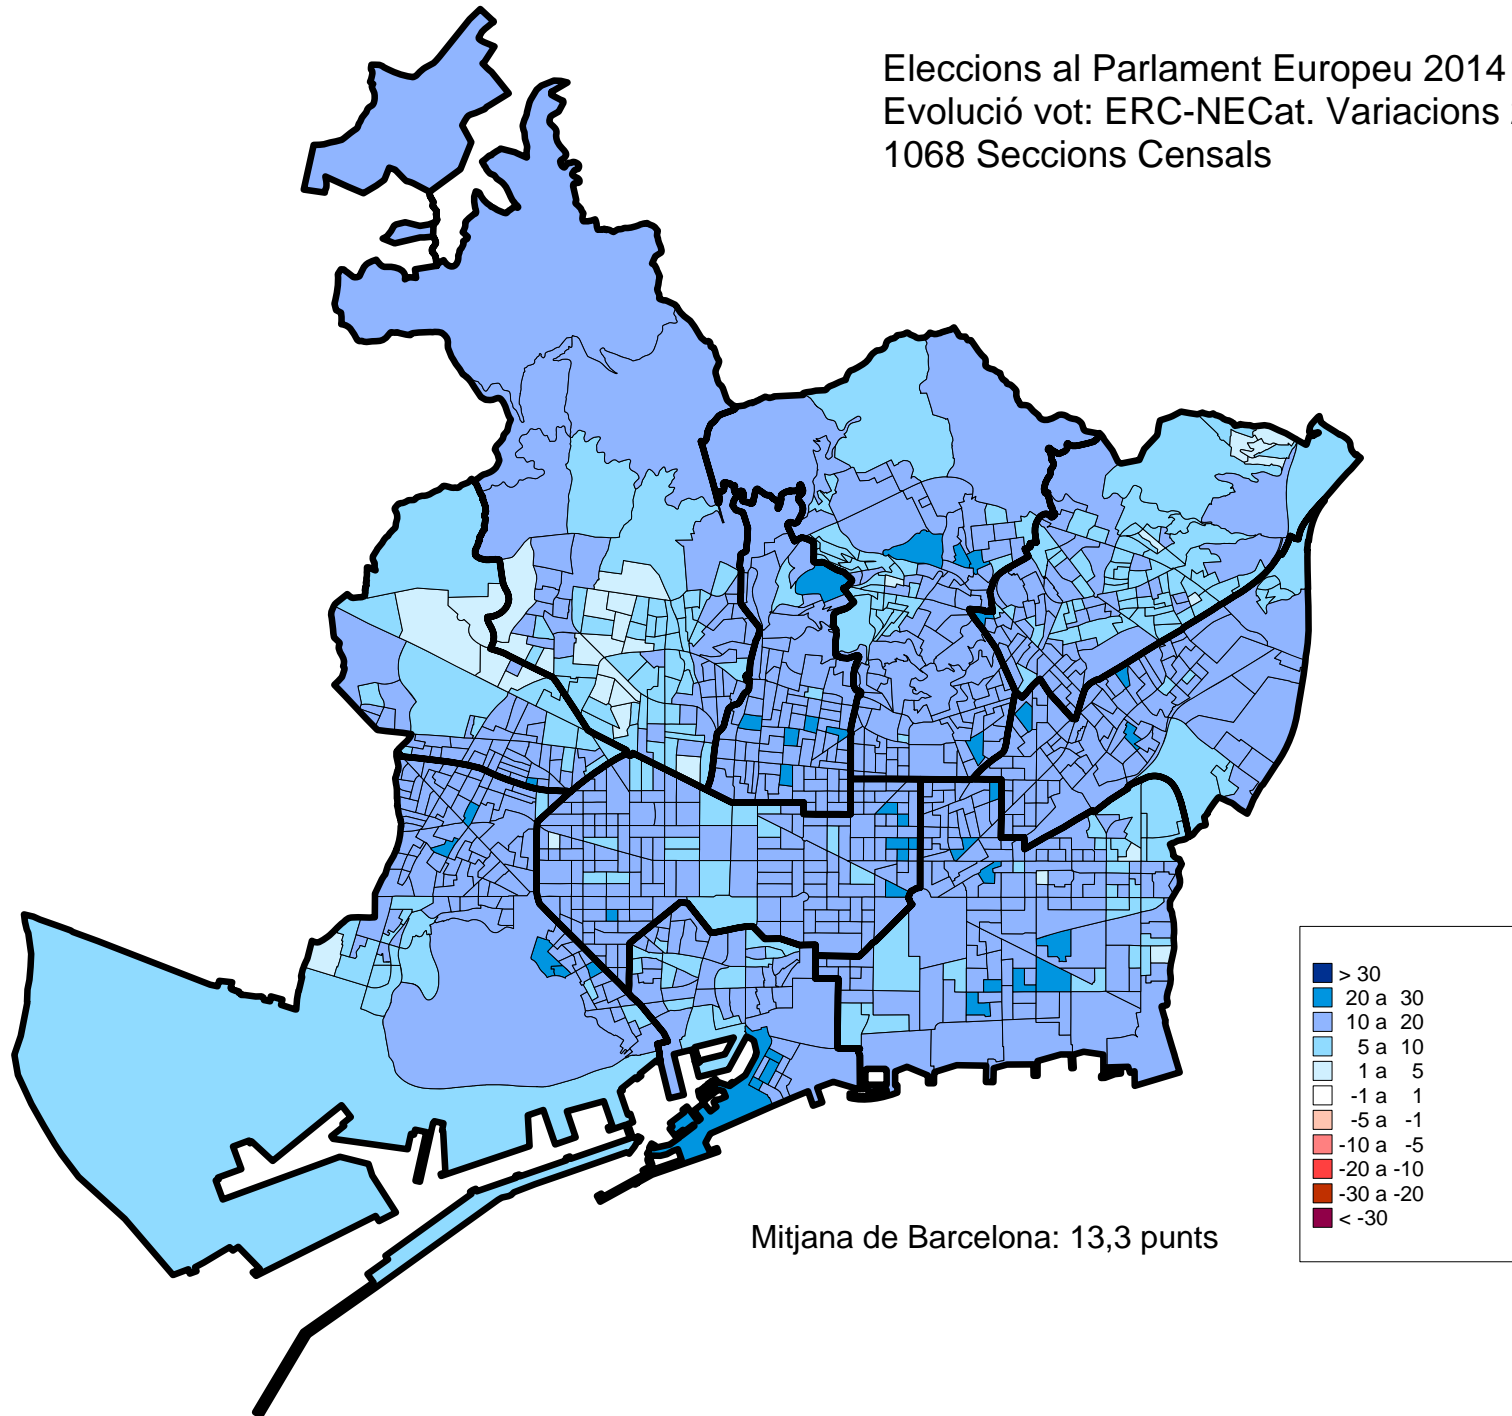 Eleccions al Parlament Europeu 2014
Evolució vot: ERC-NECat. Variacions
1068 Seccions Censals
> 30
20 a 30
10 a 20
5 a 10
1 a 5
-1 a 1
-5 a -1
-10 a -5
-20 a -10
-30 a -20
< -30
Mitjana de Barcelona: 13,3 punts